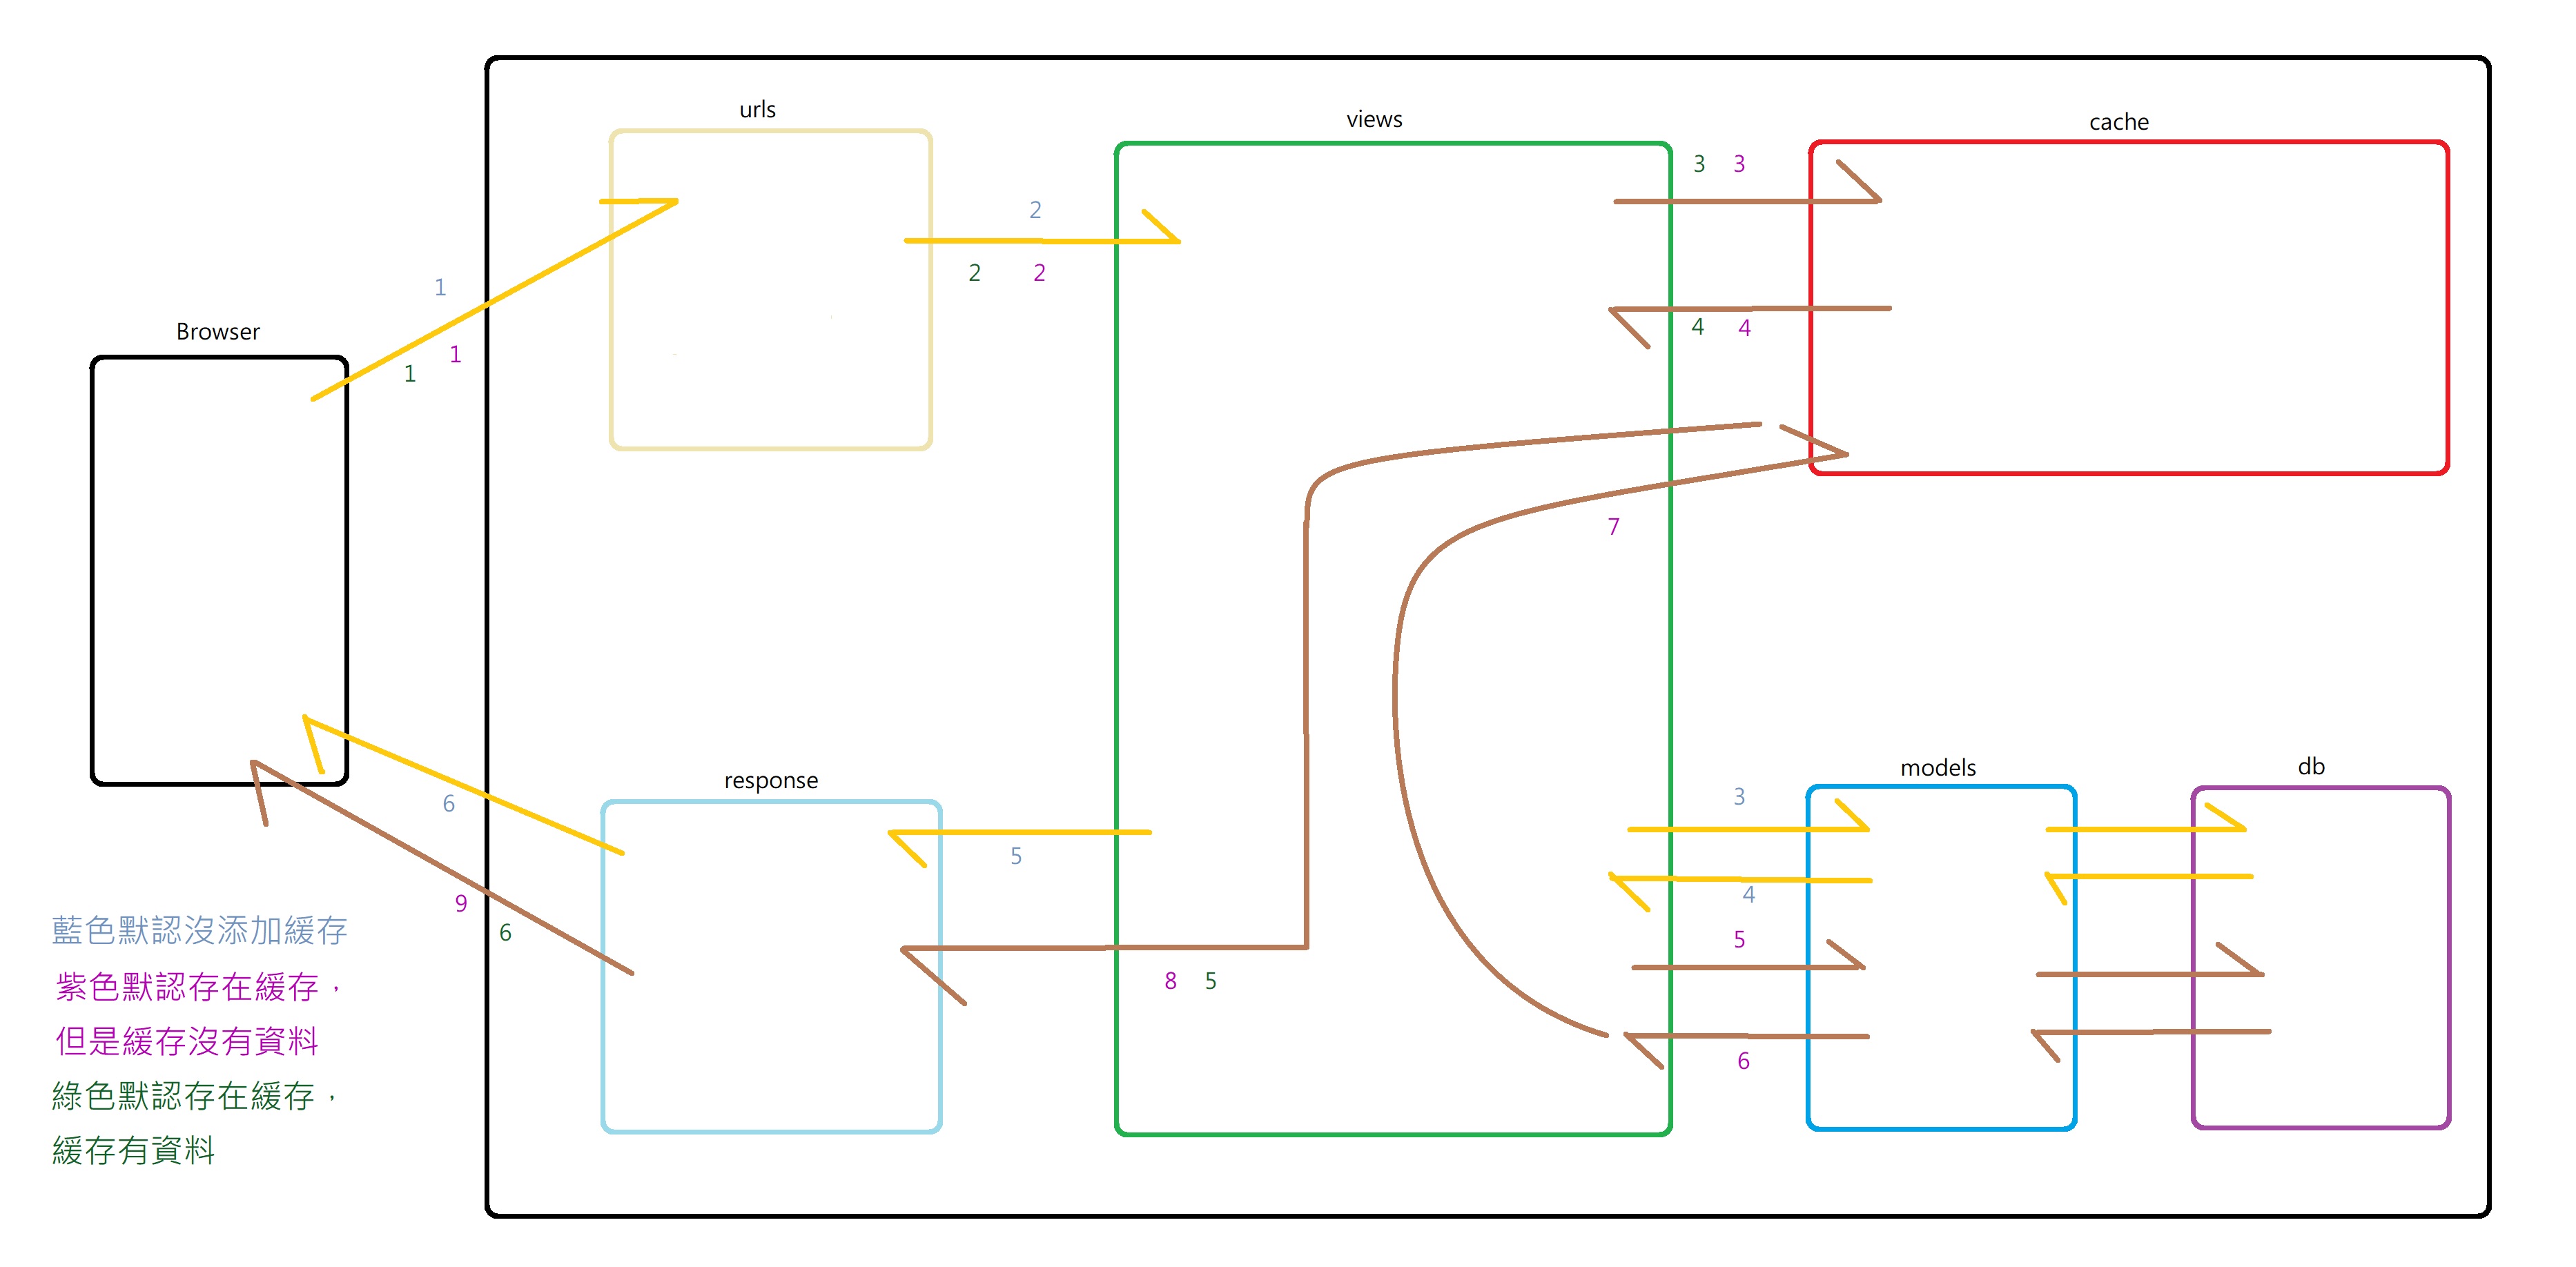 urls
views
cache
3 3
2
2 2
1
1
1
Browser
4 4
7
response
models
db
6
5
3
4
5
9
6
8 5
6
藍色默認沒添加緩存
紫色默認存在緩存,
但是緩存沒有資料
綠色默認存在緩存,
緩存有資料